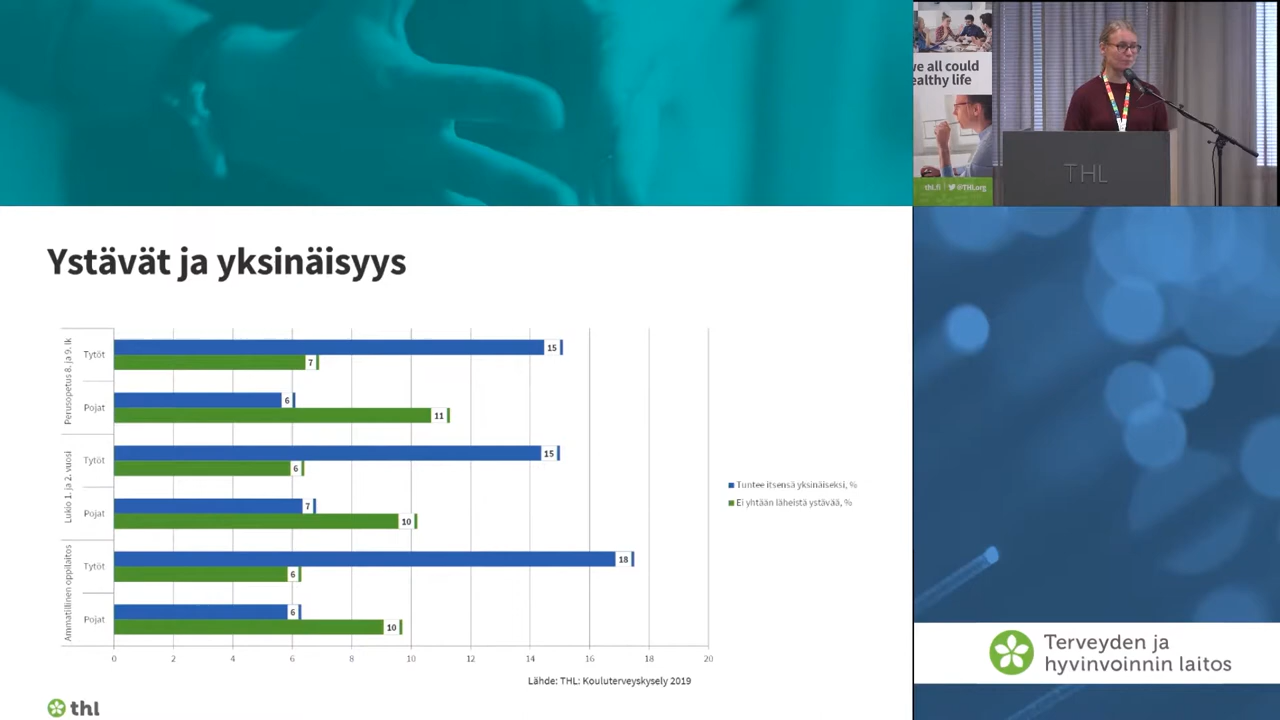 we all could
ealthy life
thl.fi @THLorg
THL
Ystävät ja yksinäisyys
Perusopetus 8. ja 9. lk
Tytöt
15
7
Pojat
6
11
Lukio 1. ja 2. vuosi
Tytöt
15
6
Pojat
7
10
Ammatillinen oppilaitos
Tytöt
18
6
Pojat
6
10
0 2 4 6 8 10 12 14 16 18 20
Tuntee itsensä yksinäiseksi, %
Ei yhtään läheistä ystävää, %
Lähde: THL: Kouluterveyskysely 2019
thl
Terveyden ja
hyvinvoinnin laitos